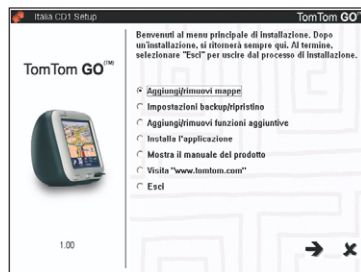 Italia CD1 Setup
TomTom GO
Benvenuti al menu principale di installazione. Dopo
un'installazione, si ritornerà sempre qui. Al termine,
selezionare "Esci" per uscire dal processo di installazione.
TomTom GO(TM)
Aggiungi/rimuovi mappe
Impostazioni backup/ripristino
Aggiungi/rimuovi funzioni aggiuntive
Installa l'applicazione
Mostra il manuale del prodotto
Visita "www.tomtom.com"
Esci
1.00